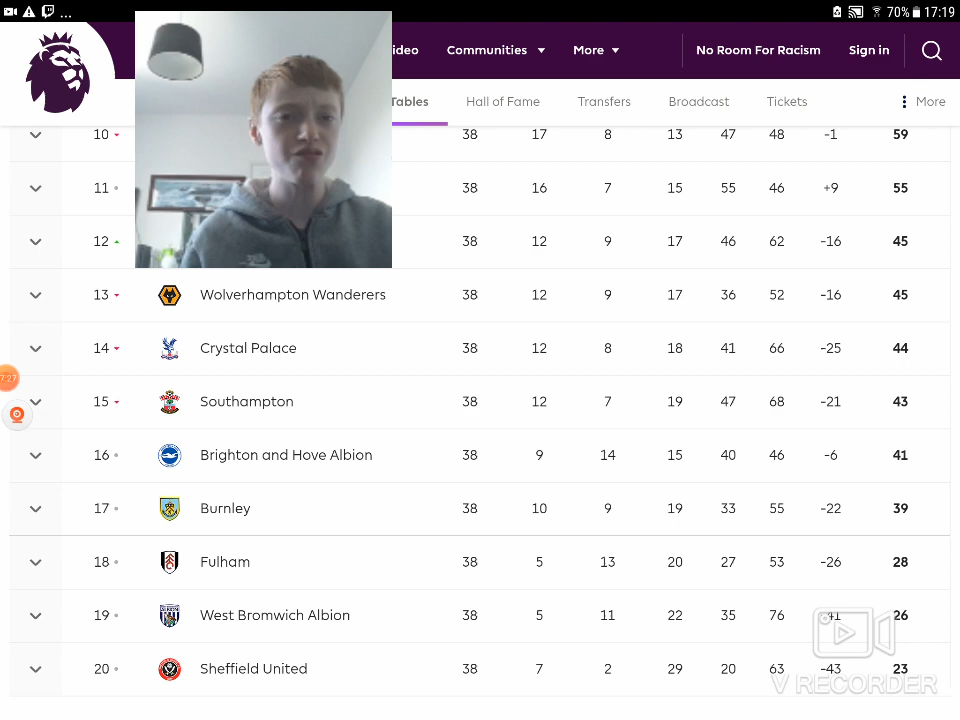 ... 70% 17:19
ideo Communities More No Room For Racism Sign in
Tables Hall of Fame Transfers Broadcast Tickets More
10 38 17 8 13 47 48 -1 59
11 38 16 7 15 55 46 +9 55
12 38 12 9 17 46 62 -16 45
13 Wolverhampton Wanderers 38 12 9 17 36 52 -16 45
14 Crystal Palace 38 12 8 18 41 66 -25 44
7:27
15 Southampton 38 12 7 19 47 68 -21 43
16 Brighton and Hove Albion 38 9 14 15 40 46 -6 41
17 Burnley 38 10 9 19 33 55 -22 39
18 Fulham 38 5 13 20 27 53 -26 28
19 West Bromwich Albion 38 5 11 22 35 76 -41 26
20 Sheffield United 38 7 2 29 20 63 -43 23
V RECORDER